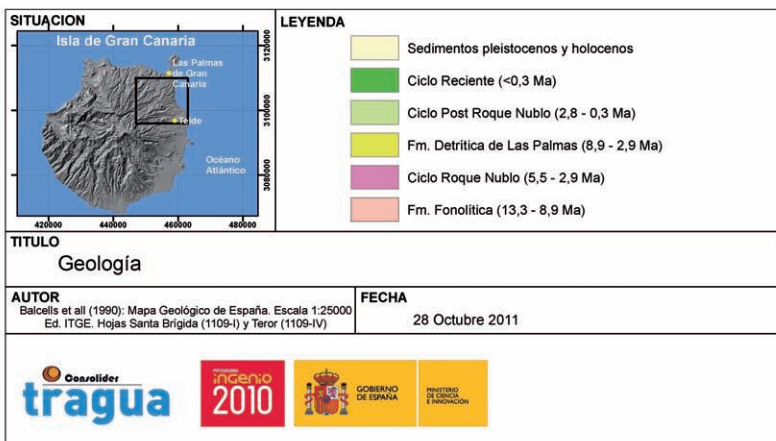 SITUACION
Isla de Gran Canaria
Las Palmas
de Gran
Canaria
Telde
Océano
Atlántico
3120000
3100000
3080000
420000 440000 460000 480000
LEYENDA
Sedimentos pleistocenos y holocenos
Ciclo Reciente (<0,3 Ma)
Ciclo Post Roque Nublo (2,8 - 0,3 Ma)
Fm. Detrítica de Las Palmas (8,9 - 2,9 Ma)
Ciclo Roque Nublo (5,5 - 2,9 Ma)
Fm. Fonolítica (13,3 - 8,9 Ma)
TITULO
Geología
AUTOR
Balcells et all (1990): Mapa Geológico de España. Escala 1:25000
Ed. ITGE. Hojas Santa Brígida (1109-I) y Teror (1109-IV)
FECHA
28 Octubre 2011
Consolider
tragua
PROGRAMA
ingenio
2010
GOBIERNO
DE ESPAÑA
MINISTERIO
DE CIENCIA
E INNOVACIÓN